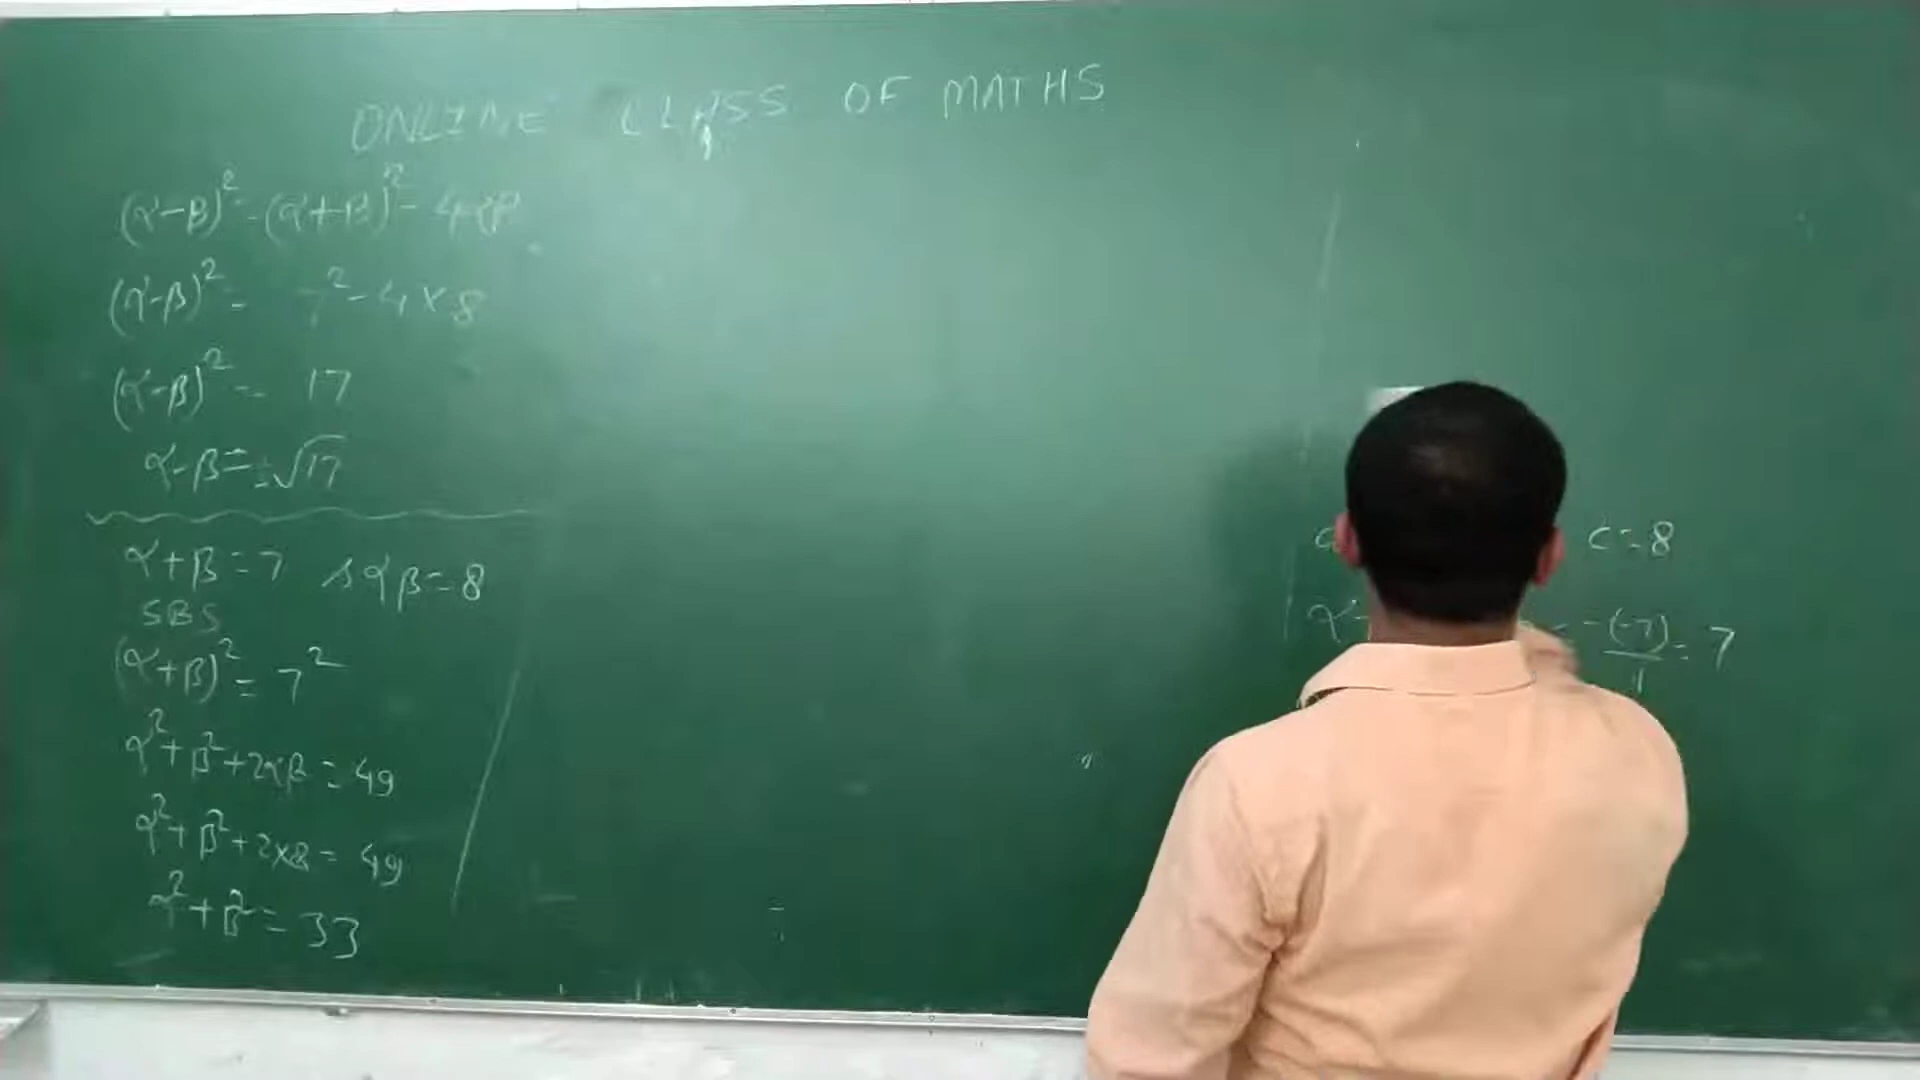 ONLINE CLASS OF MATHS
(α-β)² = (α+β)² - 4αβ
(α-β)² = 7² - 4×8
(α-β)² = 17
α-β = ±√17
α+β = 7 & αβ = 8
SBS
(α+β)² = 7²
α²+β²+2αβ = 49
α²+β²+2×8 = 49
α²+β² = 33
c = 8
= -(-7)/1 = 7